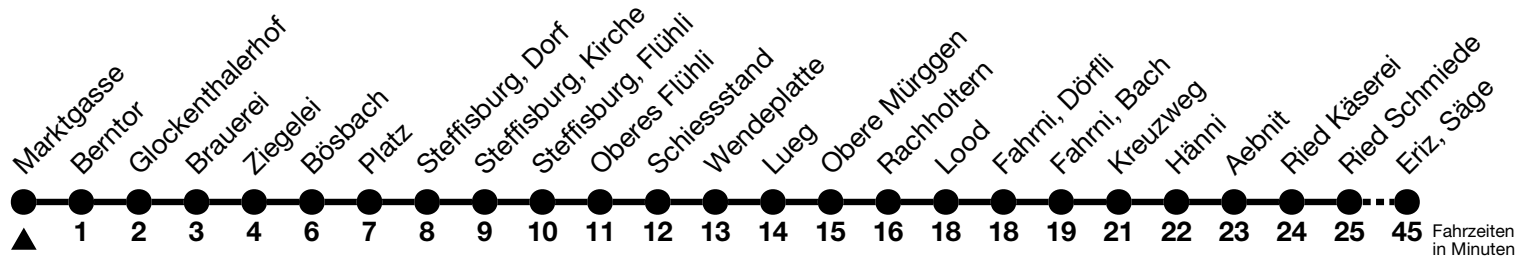 Marktgasse
Berntor
Glockenthalerhof
Brauerei
Ziegelei
Bösbach
Platz
Steffisburg, Dorf
Steffisburg, Kirche
Steffisburg, Flühli
Oberes Flühli
Schiessstand
Wendeplatte
Lueg
Obere Mürggen
Rachholtern
Lood
Fahrni, Dörfli
Fahrni, Bach
Kreuzweg
Hänni
Aebnit
Ried Käserei
Ried Schmiede
Eriz, Säge
1 2 3 4 6 7 8 9 10 11 12 13 14 15 16 18 18 19 21 22 23 24 25 45
Fahrzeiten
in Minuten